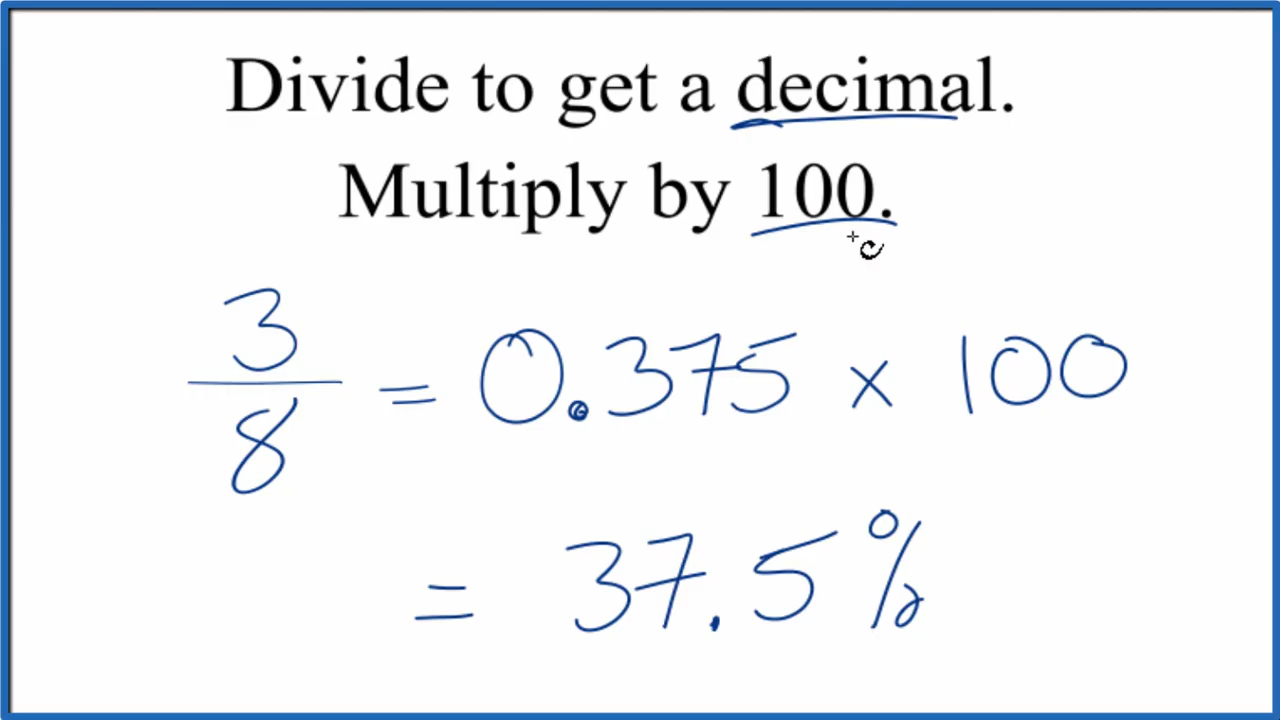 Divide to get a decimal.
Multiply by 100.
3/8 = 0.375 × 100
= 37.5%